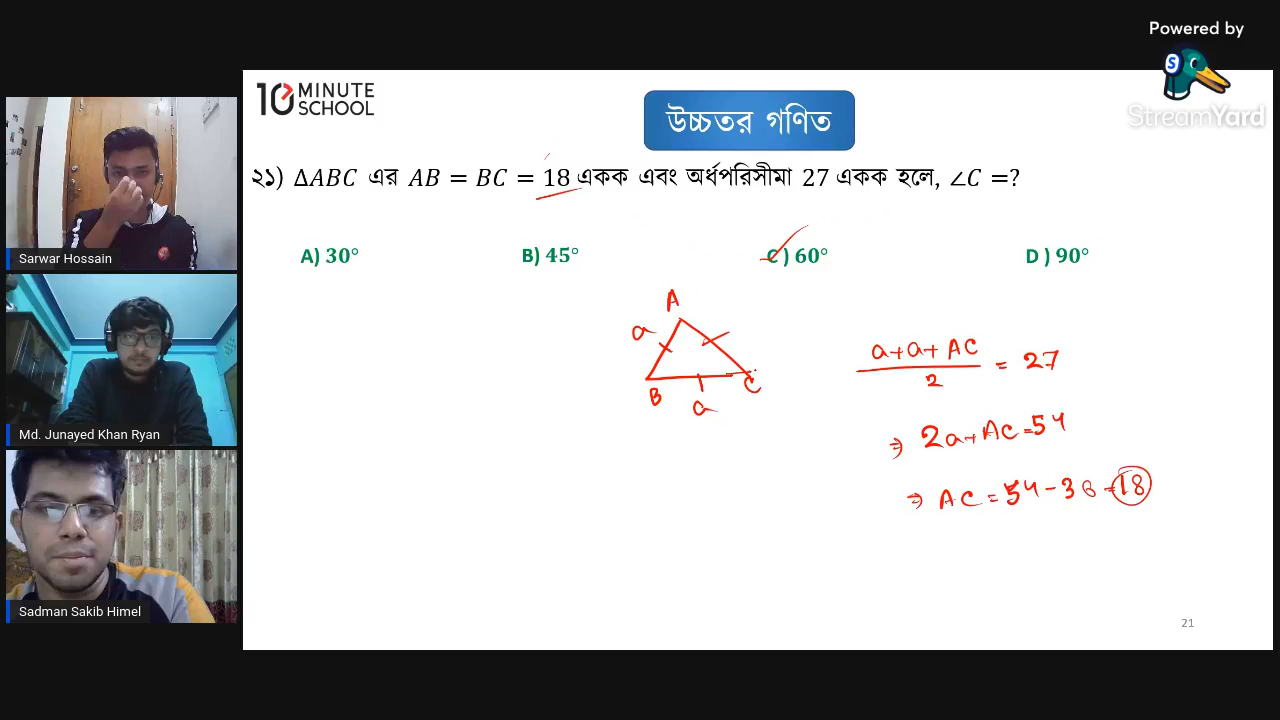 Powered by
StreamYard
10 MINUTE
SCHOOL
উচ্চতর গণিত
২১) ΔABC এর AB = BC = 18 একক এবং অর্ধপরিসীমা 27 একক হলে, ∠C =?
A) 30° B) 45° C) 60° D ) 90°
A
a
B
a
C
a+a+AC / 2 = 27
⇒ 2a+AC=54
⇒ AC = 54-36=18
Sarwar Hossain
Md. Junayed Khan Ryan
Sadman Sakib Himel
21